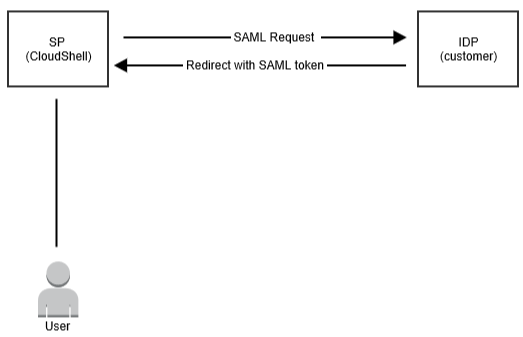 SP
(CloudShell)
SAML Request
IDP
(customer)
Redirect with SAML token
User